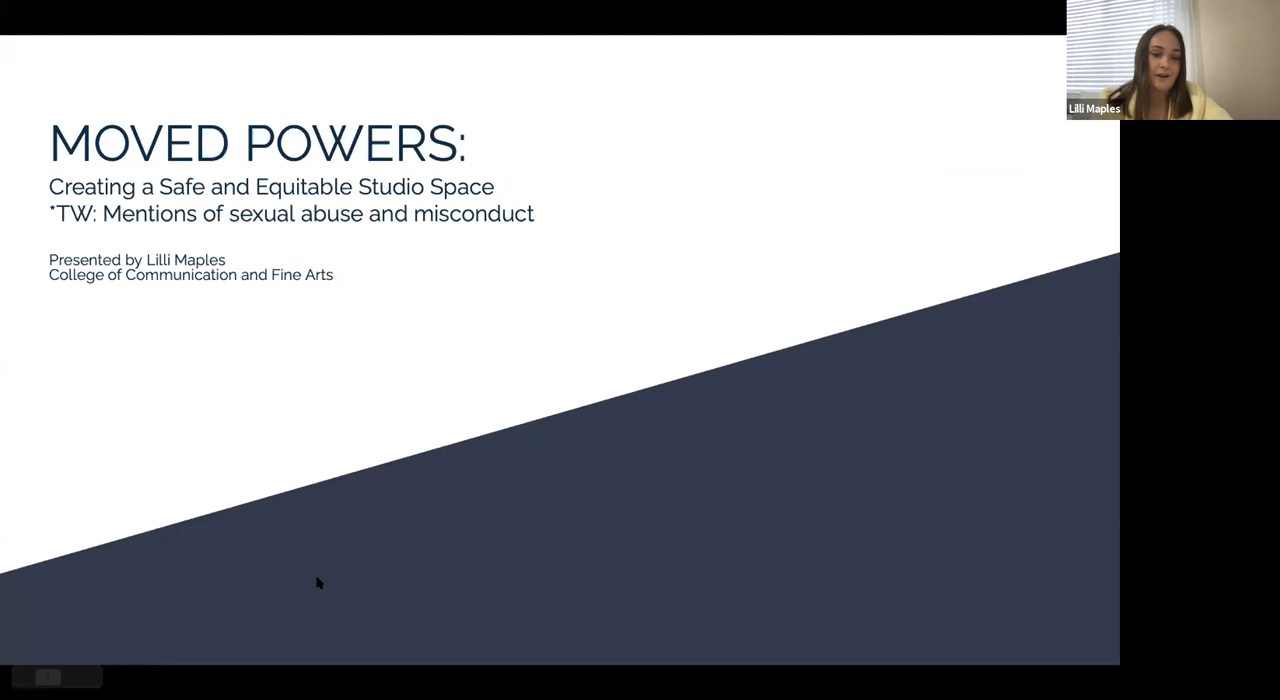 MOVED POWERS:
Creating a Safe and Equitable Studio Space
*TW: Mentions of sexual abuse and misconduct
Presented by Lilli Maples
College of Communication and Fine Arts
Lilli Maples